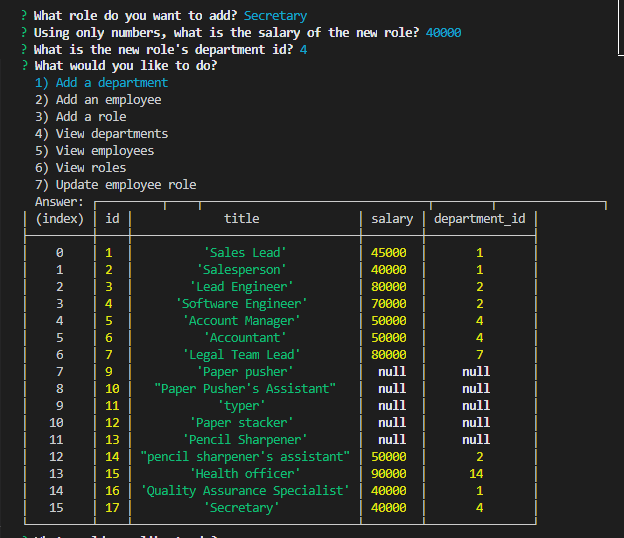 ? What role do you want to add? Secretary
? Using only numbers, what is the salary of the new role? 40000
? What is the new role's department id? 4
? What would you like to do?
1) Add a department
2) Add an employee
3) Add a role
4) View departments
5) View employees
6) View roles
7) Update employee role
Answer:
(index) id title salary department_id
0 1 'Sales Lead' 45000 1
1 2 'Salesperson' 40000 1
2 3 'Lead Engineer' 80000 2
3 4 'Software Engineer' 70000 2
4 5 'Account Manager' 50000 4
5 6 'Accountant' 50000 4
6 7 'Legal Team Lead' 80000 7
7 9 'Paper pusher' null null
8 10 "Paper Pusher's Assistant" null null
9 11 'typer' null null
10 12 'Paper stacker' null null
11 13 'Pencil Sharpener' null null
12 14 "pencil sharpener's assistant" 50000 2
13 15 'Health officer' 90000 14
14 16 'Quality Assurance Specialist' 40000 1
15 17 'Secretary' 40000 4